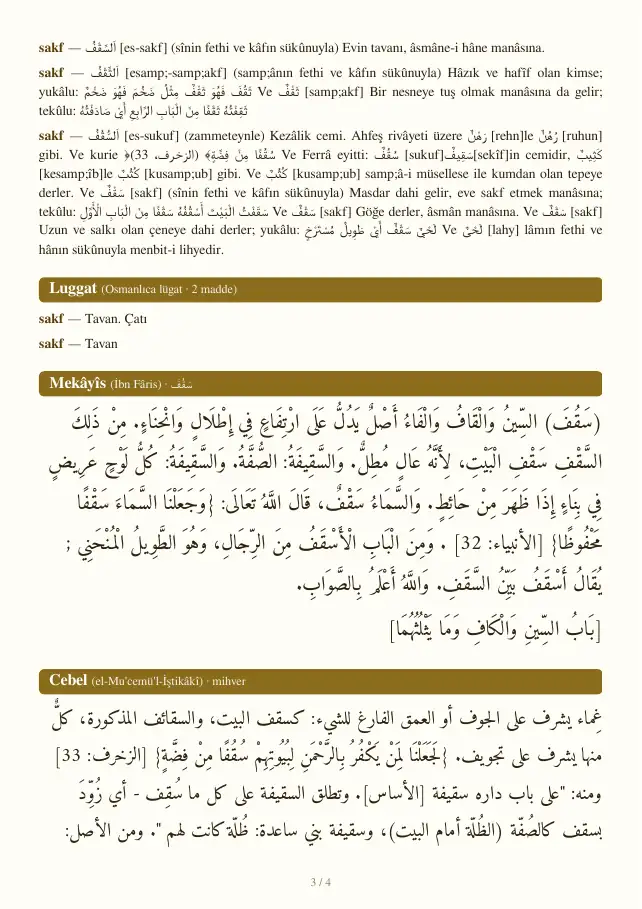 sakf — اَلسَّقْفُ [es-sakf] (sînin fethi ve kâfın sükûnuyla) Evin tavanı, âsmâne-i hâne manâsına.
sakf — اَلثَّقْفُ [esamp;-samp;akf] (samp;ânın fethi ve kâfın sükûnuyla) Hâzık ve hafîf olan kimse;
yukâlu: ثَقُفَ فَهُوَ ثَقْفٌ مِثْلُ ضَخُمَ فَهُوَ ضَخْمٌ Ve ثَقْفٌ [samp;akf] Bir nesneye tuş olmak manâsına da gelir;
tekûlu: ثَقِفْتُهُ ثَقْفًا مِنَ الْبَابِ الرَّابِعِ أَيْ صَادَفْتُهُ
sakf — اَلسُّقُفُ [es-sukuf] (zammeteynle) Kezâlik cemi. Ahfeş rivâyeti üzere رَهْنٌ [rehn]le رُهُنٌ [ruhun]
gibi. Ve kurie ﴿سُقُفًا مِنْ فِضَّةٍ﴾ (الزخرف، 33) Ve Ferrâ eyitti: سُقُفٌ [sukuf]سَقِيفٌ[sekîf]in cemidir, كَثِيبٌ
[kesamp;îb]le كُثُبٌ [kusamp;ub] gibi. Ve كُثُبٌ [kusamp;ub] samp;â-i müsellese ile kumdan olan tepeye
derler. Ve سَقْفٌ [sakf] (sînin fethi ve kâfın sükûnuyla) Masdar dahi gelir, eve sakf etmek manâsına;
tekûlu: سَقَفْتُ الْبَيْتَ أَسْقُفُهُ سَقْفًا مِنَ الْبَابِ الْأَوَّلِ Ve سَقْفٌ [sakf] Göğe derler, âsmân manâsına. Ve سَقْفٌ [sakf]
Uzun ve salkı olan çeneye dahi derler; yukâlu: لَحْيٌ سَقْفٌ أَيْ طَوِيلٌ مُسْتَرْخٍ Ve لَحْيٌ [lahy] lâmın fethi ve
hânın sükûnuyla menbit-i lihyedir.
Luggat (Osmanlıca lügat · 2 madde)
sakf — Tavan. Çatı
sakf — Tavan
Mekâyîs (İbn Fâris) · سَقُفَ
(سَقُفَ) السِّينُ وَالْقَافُ وَالْفَاءُ أَصْلٌ يَدُلُّ عَلَى ارْتِفَاعٍ فِي إِطْلَالٍ وَانْحِنَاءٍ. مِنْ ذَلِكَ
السَّقْفِ سَقْفِ الْبَيْتِ، لِأَنَّهُ عَالٍ مُطِلٌّ. وَالسَّقِيفَةُ: الصُّفَّةُ. وَالسَّقِيفَةُ: كُلُّ لَوْحٍ عَرِيضٍ
فِي بِنَاءٍ إِذَا ظَهَرَ مِنْ حَائِطٍ. وَالسَّمَاءُ سَقْفٌ، قَالَ اللَّهُ تَعَالَى: {وَجَعَلْنَا السَّمَاءَ سَقْفًا
مَحْفُوظًا} [الأنبياء: 32] . وَمِنَ الْبَابِ الْأَسْقَفُ مِنَ الرِّجَالِ، وَهُوَ الطَّوِيلُ الْمُنْحَنِي ;
يُقَالُ أَسْقَفُ بَيِّنُ السَّقَفِ. وَاللَّهُ أَعْلَمُ بِالصَّوَابِ.
[بَابُ السِّينِ وَالْكَافِ وَمَا يَثْلُثُهُمَا]
Cebel (el-Mu'cemü'l-İştikâkî) · mihver
غِماء يشرف على الجوف أو العمق الفارغ للشيء: كسقف البيت، والسقائف المذكورة، كلٌّ
منها يشرف على تجويف. {لَجَعَلْنَا لِمَنْ يَكْفُرُ بِالرَّحْمَنِ لِبُيُوتِهِمْ سُقُفًا مِنْ فِضَّةٍ} [الزخرف: 33]
ومنه: "على باب داره سقيفة [الأساس]. وتطلق السقيفة على كل ما سُقِف - أي زُوِّدَ
بسقف كالصُفّة (الظُلّة أمام البيت)، وسقيفة بني ساعدة: ظُلّة كانت لهم ". ومن الأصل:
3 / 4